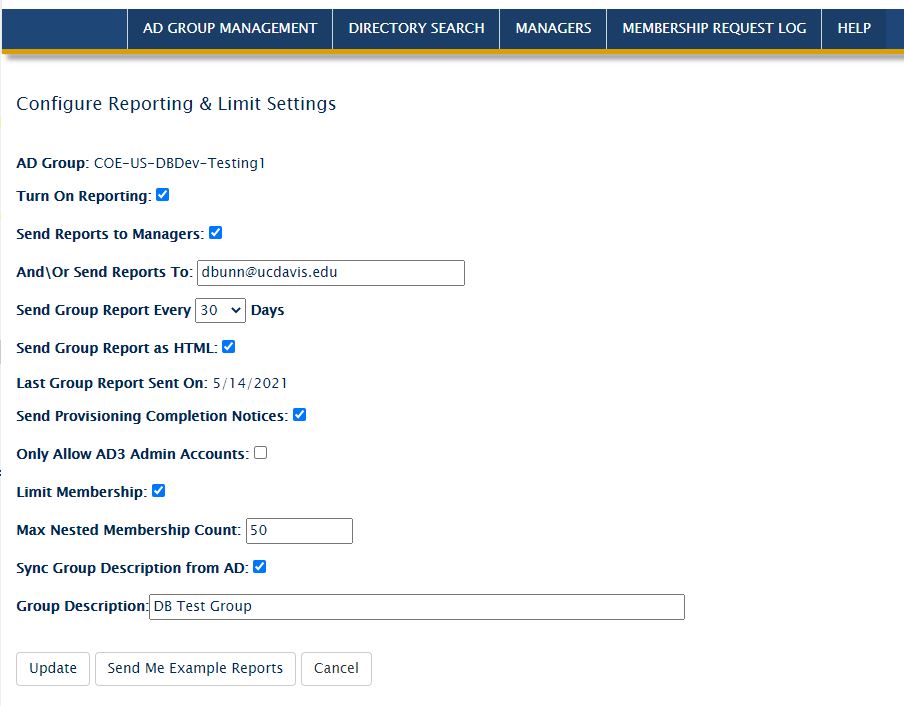 AD GROUP MANAGEMENT DIRECTORY SEARCH MANAGERS MEMBERSHIP REQUEST LOG HELP
Configure Reporting & Limit Settings
AD Group: COE-US-DBDev-Testing1
Turn On Reporting:
Send Reports to Managers:
And\Or Send Reports To: dbunn@ucdavis.edu
Send Group Report Every 30 Days
Send Group Report as HTML:
Last Group Report Sent On: 5/14/2021
Send Provisioning Completion Notices:
Only Allow AD3 Admin Accounts:
Limit Membership:
Max Nested Membership Count: 50
Sync Group Description from AD:
Group Description: DB Test Group
Update Send Me Example Reports Cancel